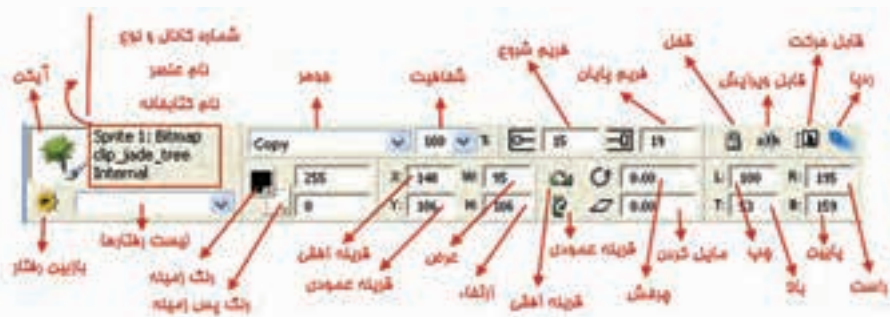 شماره کانال و نوع
نام عنصر
نام کتابخانه
آیکن
جوهر
شفافیت
فریم شروع
فریم پایان
قفل
قابل ویرایش
قابل حرکت
ردپا
Sprite 1: Bitmap
clip_jade_tree
Internal
Copy
100
%
15
19
255
X: 148
W: 95
0.00
L: 100
R: 195
0
Y: 106
H: 106
0.00
T: 53
B: 159
بازبین رفتار
لیست رفتارها
رنگ زمینه
رنگ پس زمینه
قرینه افقی
قرینه عمودی
عرض
ارتفاع
قرینه افقی
قرینه عمودی
چرخش
مایل کردن
چپ
بالا
پایین
راست